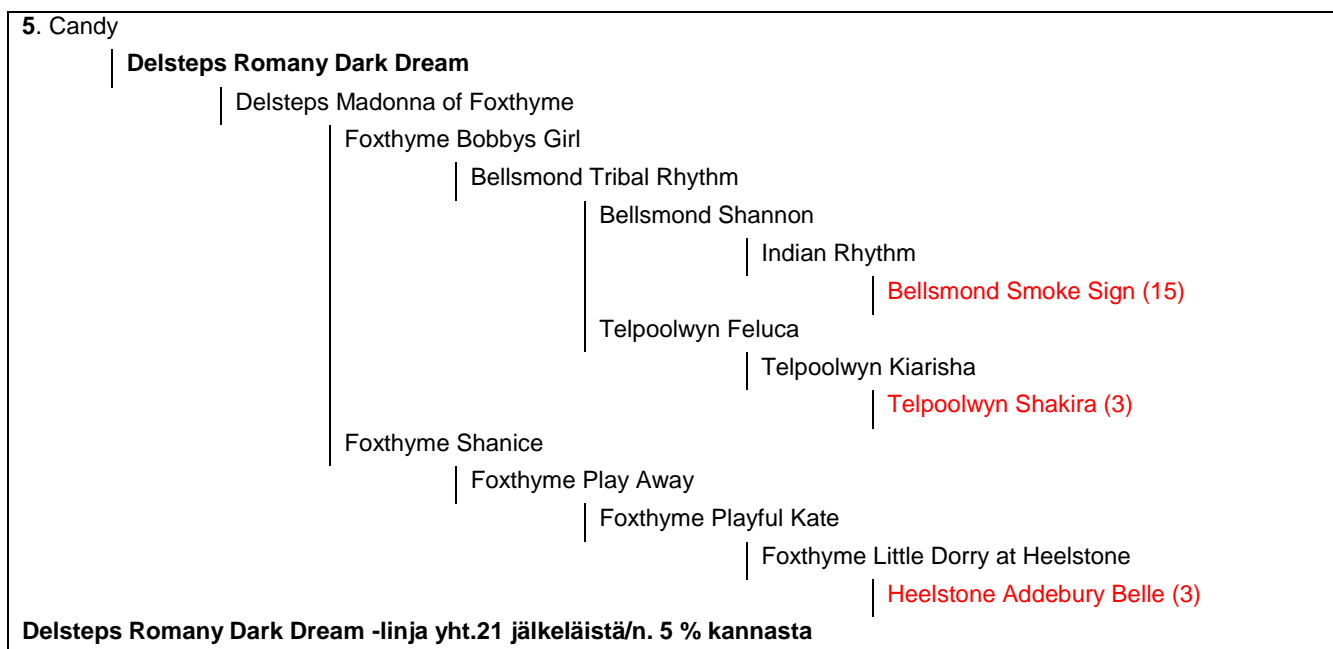 5. Candy
Delsteps Romany Dark Dream
Delsteps Madonna of Foxthyme
Foxthyme Bobbys Girl
Bellsmond Tribal Rhythm
Bellsmond Shannon
Indian Rhythm
Bellsmond Smoke Sign (15)
Telpoolwyn Feluca
Telpoolwyn Kiarisha
Telpoolwyn Shakira (3)
Foxthyme Shanice
Foxthyme Play Away
Foxthyme Playful Kate
Foxthyme Little Dorry at Heelstone
Heelstone Addebury Belle (3)
Delsteps Romany Dark Dream -linja yht.21 jälkeläistä/n. 5 % kannasta